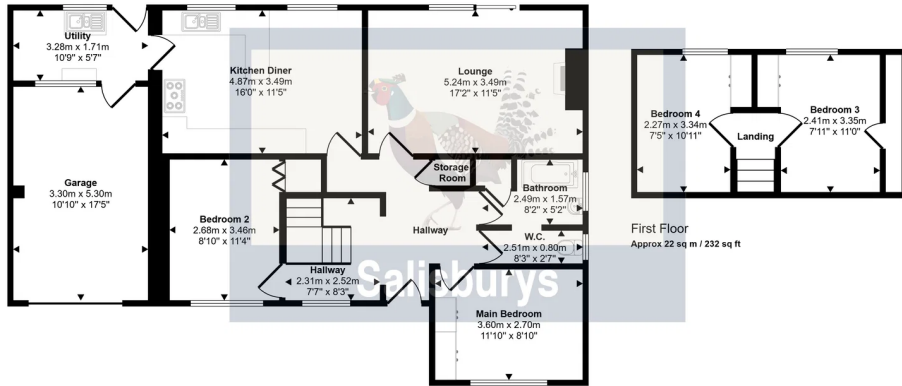 Utility
3.28m x 1.71m
10'9" x 5'7"
Kitchen Diner
4.87m x 3.49m
16'0" x 11'5"
Lounge
5.24m x 3.49m
17'2" x 11'5"
Garage
3.30m x 5.30m
10'10" x 17'5"
Bedroom 2
2.68m x 3.46m
8'10" x 11'4"
Storage
Room
Bathroom
2.49m x 1.57m
8'2" x 5'2"
Hallway
W.C.
2.51m x 0.80m
8'3" x 2'7"
Hallway
2.31m x 2.52m
7'7" x 8'3"
Salisburys
Main Bedroom
3.60m x 2.70m
11'10" x 8'10"
Bedroom 4
2.27m x 3.34m
7'5" x 10'11"
Landing
Bedroom 3
2.41m x 3.35m
7'11" x 11'0"
First Floor
Approx 22 sq m / 232 sq ft